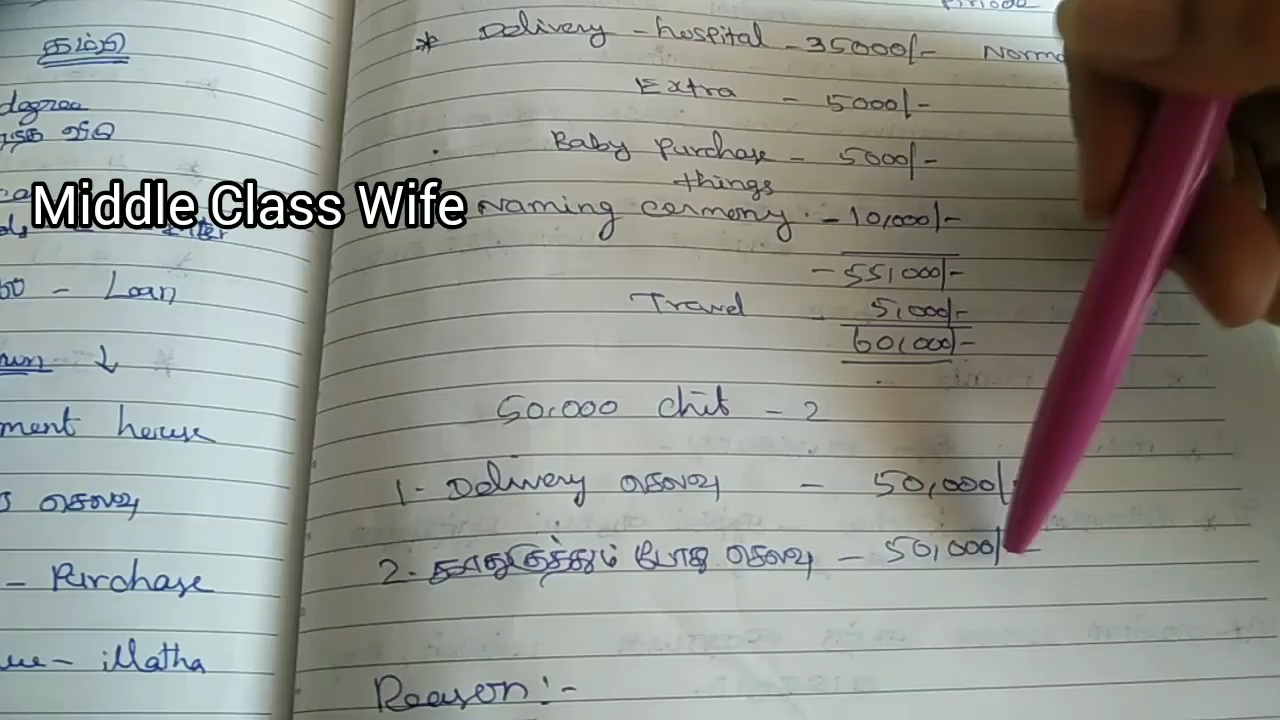 தம்பி
degree
Loan
ment house
செலவு
- Purchase
illatha
* Delivery - hospital - 35000/- Norma
Extra - 5000/-
Baby purchase - 5000/-
things
Middle Class Wife
Naming cermony - 10,000/-
- 55,000/-
Travel - 5,000/-
60,000/-
50,000 chit - 2
1. Delivery செலவு - 50,000/-
2. காதுகுத்தும் போது செலவு - 50,000/-
Reason :-